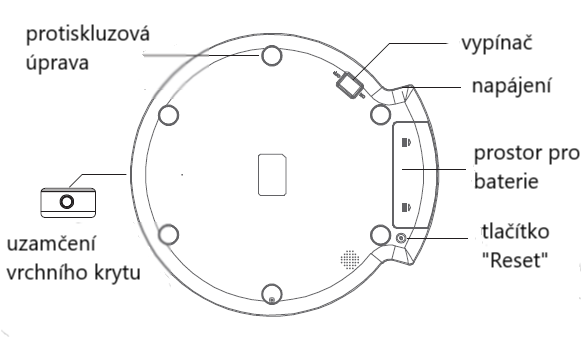 protiskluzová
úprava
vypínač
napájení
prostor pro
baterie
tlačítko
"Reset"
uzamčení
vrchního krytu